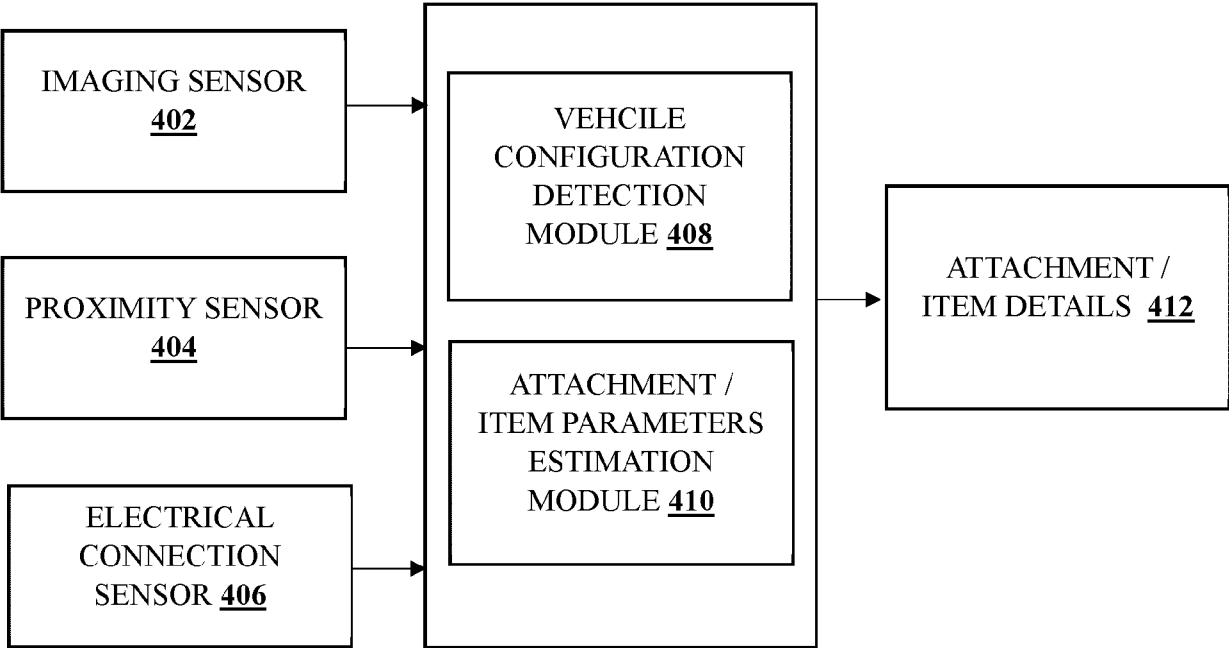 IMAGING SENSOR
402
PROXIMITY SENSOR
404
ELECTRICAL
CONNECTION
SENSOR 406
VEHCILE
CONFIGURATION
DETECTION
MODULE 408
ATTACHMENT /
ITEM PARAMETERS
ESTIMATION
MODULE 410
ATTACHMENT /
ITEM DETAILS 412